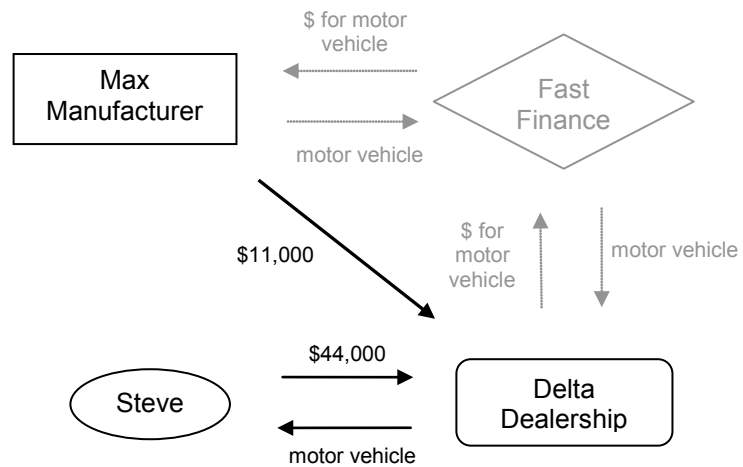 $ for motor
vehicle
Max
Manufacturer
Fast
Finance
motor vehicle
$11,000
$ for
motor
vehicle
motor vehicle
$44,000
Steve
Delta
Dealership
motor vehicle